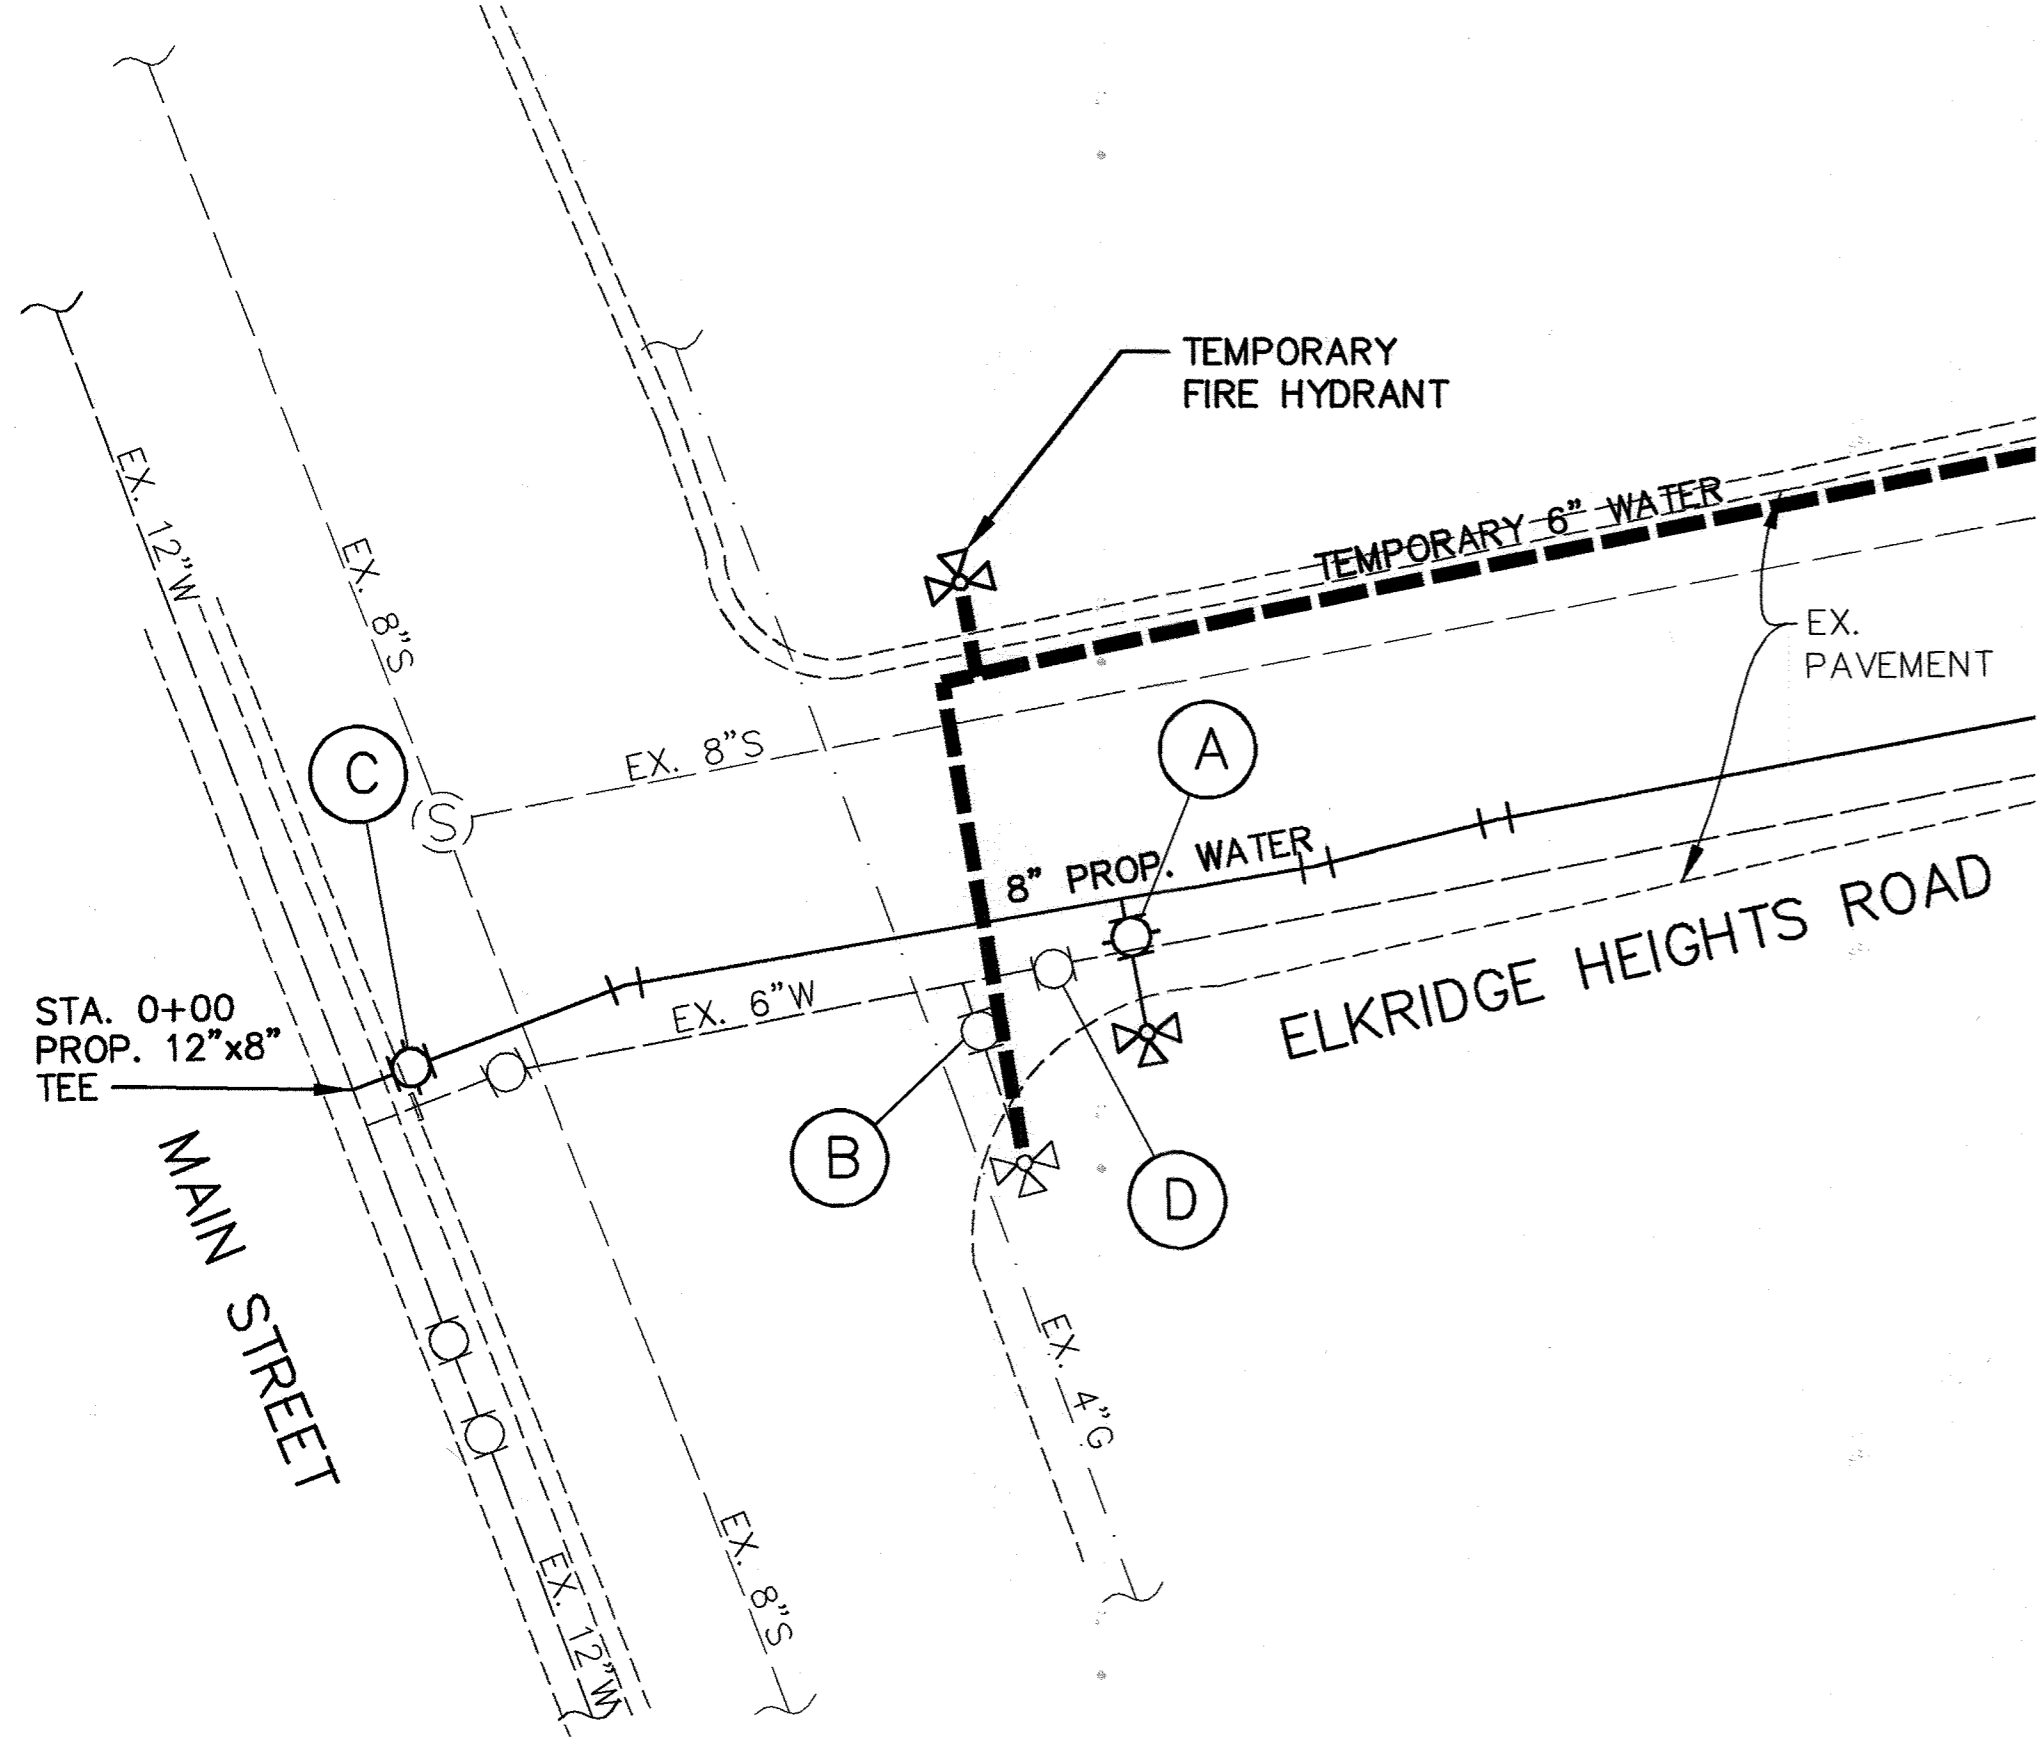 TEMPORARY
FIRE HYDRANT
EX. 12"W
EX. 8"S
TEMPORARY 6" WATER
EX.
PAVEMENT
C
S
EX. 8"S
A
8" PROP. WATER
ELKRIDGE HEIGHTS ROAD
EX. 6"W
STA. 0+00
PROP. 12"x8"
TEE
B
D
MAIN STREET
EX. 4"G
EX. 8"S
EX. 12"W